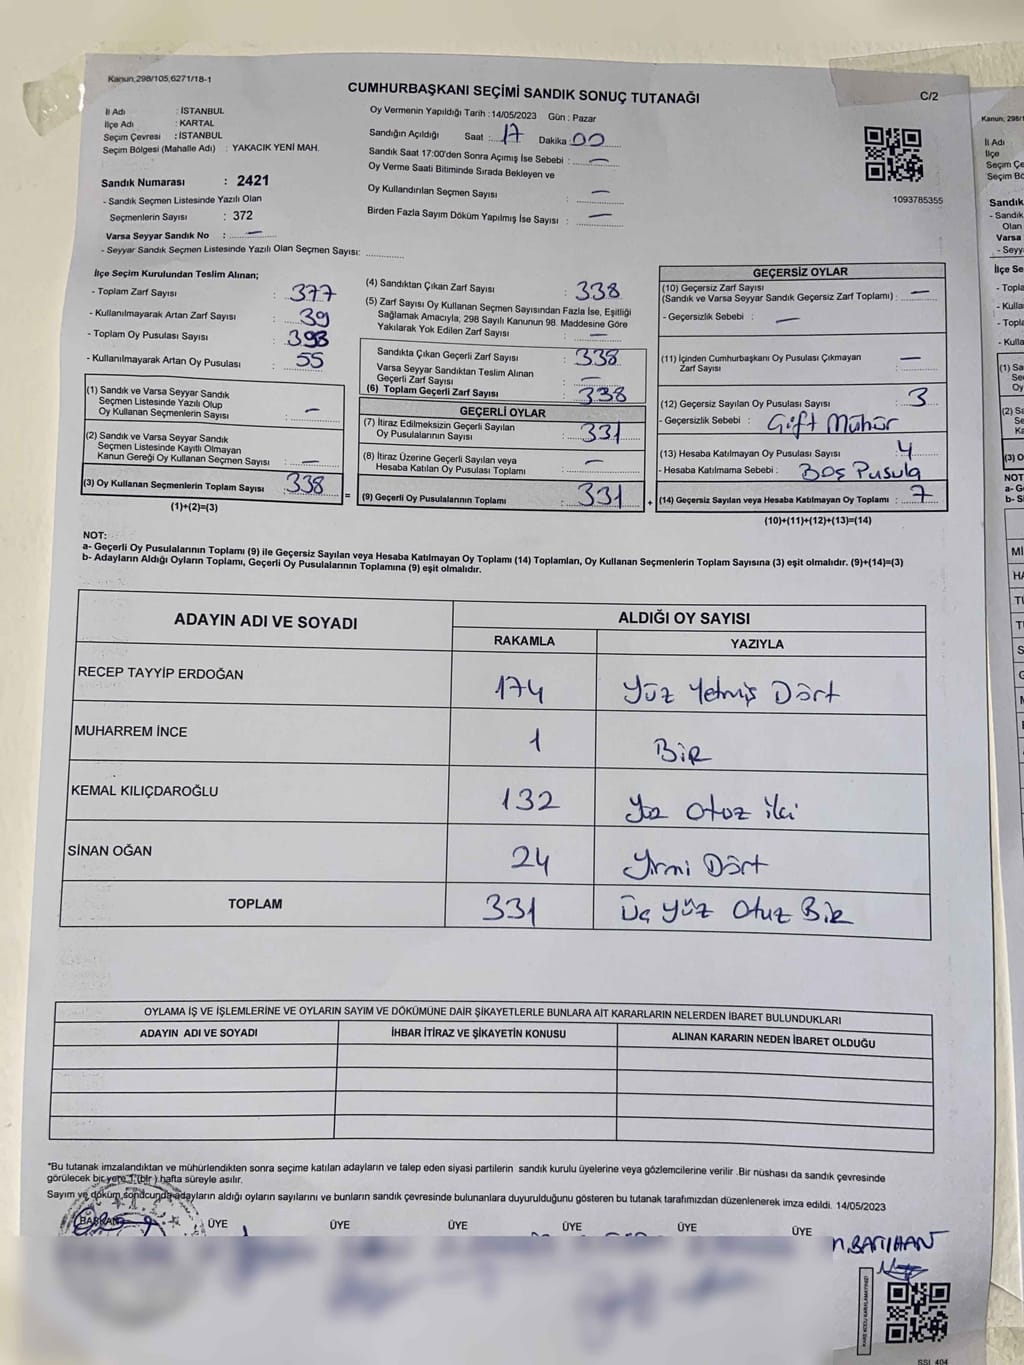 Kanun,298/105,6271/18-1
CUMHURBAŞKANI SEÇİMİ SANDIK SONUÇ TUTANAĞI
C/2
İl Adı : İSTANBUL
İlçe Adı : KARTAL
Seçim Çevresi : İSTANBUL
Seçim Bölgesi (Mahalle Adı) : YAKACIK YENİ MAH.
Oy Vermenin Yapıldığı Tarih :14/05/2023 Gün : Pazar
Sandığın Açıldığı Saat : 17 Dakika 00
Sandık Saat 17:00'den Sonra Açımış İse Sebebi : —
Oy Verme Saati Bitiminde Sırada Bekleyen ve
Oy Kullandırılan Seçmen Sayısı : —
Birden Fazla Sayım Döküm Yapılmış İse Sayısı : —
1093785355
Sandık Numarası : 2421
- Sandık Seçmen Listesinde Yazılı Olan
Seçmenlerin Sayısı : 372
Varsa Seyyar Sandık No : —
- Seyyar Sandık Seçmen Listesinde Yazılı Olan Seçmen Sayısı:
İlçe Seçim Kurulundan Teslim Alınan;
- Toplam Zarf Sayısı : 377
- Kullanılmayarak Artan Zarf Sayısı : 39
- Toplam Oy Pusulası Sayısı : 393
- Kullanılmayarak Artan Oy Pusulası : 55
(1) Sandık ve Varsa Seyyar Sandık
Seçmen Listesinde Yazılı Olup
Oy Kullanan Seçmenlerin Sayısı : —
(2) Sandık ve Varsa Seyyar Sandık
Seçmen Listesinde Kayıtlı Olmayan
Kanun Gereği Oy Kullanan Seçmen Sayısı : —
(3) Oy Kullanan Seçmenlerin Toplam Sayısı : 338
(1)+(2)=(3)
=
(4) Sandıktan Çıkan Zarf Sayısı : 338
(5) Zarf Sayısı Oy Kullanan Seçmen Sayısından Fazla İse, Eşitliği
Sağlamak Amacıyla; 298 Sayılı Kanunun 98. Maddesine Göre
Yakılarak Yok Edilen Zarf Sayısı : —
Sandıkta Çıkan Geçerli Zarf Sayısı : 338
Varsa Seyyar Sandıktan Teslim Alınan
Geçerli Zarf Sayısı : —
(6) Toplam Geçerli Zarf Sayısı : 338
GEÇERLİ OYLAR
(7) İtiraz Edilmeksizin Geçerli Sayılan
Oy Pusulalarının Sayısı : 331
(8) İtiraz Üzerine Geçerli Sayılan veya
Hesaba Katılan Oy Pusulası Toplamı : —
(9) Geçerli Oy Pusulalarının Toplamı : 331
+
GEÇERSİZ OYLAR
(10) Geçersiz Zarf Sayısı
(Sandık ve Varsa Seyyar Sandık Geçersiz Zarf Toplamı) : —
- Geçersizlik Sebebi : —
(11) İçinden Cumhurbaşkanı Oy Pusulası Çıkmayan
Zarf Sayısı : —
(12) Geçersiz Sayılan Oy Pusulası Sayısı : 3
- Geçersizlik Sebebi : Çift Mühür
(13) Hesaba Katılmayan Oy Pusulası Sayısı : 4
- Hesaba Katılmama Sebebi : Boş Pusula
(14) Geçersiz Sayılan veya Hesaba Katılmayan Oy Toplamı : 7
(10)+(11)+(12)+(13)=(14)
NOT:
a- Geçerli Oy Pusulalarının Toplamı (9) ile Geçersiz Sayılan veya Hesaba Katılmayan Oy Toplamı (14) Toplamları, Oy Kullanan Seçmenlerin Toplam Sayısına (3) eşit olmalıdır. (9)+(14)=(3)
b- Adayların Aldığı Oyların Toplamı, Geçerli Oy Pusulalarının Toplamına (9) eşit olmalıdır.
ADAYIN ADI VE SOYADI ALDIĞI OY SAYISI
RAKAMLA YAZIYLA
RECEP TAYYİP ERDOĞAN 174 Yüz Yetmiş Dört
MUHARREM İNCE 1 Bir
KEMAL KILIÇDAROĞLU 132 Yüz Otuz iki
SİNAN OĞAN 24 Yirmi Dört
TOPLAM 331 Üç Yüz Otuz Bir
OYLAMA İŞ VE İŞLEMLERİNE VE OYLARIN SAYIM VE DÖKÜMÜNE DAİR ŞİKAYETLERLE BUNLARA AİT KARARLARIN NELERDEN İBARET BULUNDUKLARI
ADAYIN ADI VE SOYADI İHBAR İTİRAZ VE ŞİKAYETİN KONUSU ALINAN KARARIN NEDEN İBARET OLDUĞU
*Bu tutanak imzalandıktan ve mühürlendikten sonra seçime katılan adayların ve talep eden siyasi partilerin sandık kurulu üyelerine veya gözlemcilerine verilir .Bir nüshası da sandık çevresinde
görülecek bir yere 1 (bir ) hafta süreyle asılır.
Sayım ve döküm sonucunda adayların aldığı oyların sayılarını ve bunların sandık çevresinde bulunanlara duyurulduğunu gösteren bu tutanak tarafımızdan düzenlenerek imza edildi. 14/05/2023
BAŞKAN ÜYE ÜYE ÜYE ÜYE ÜYE ÜYE
N.BATIHAN
SSI 404